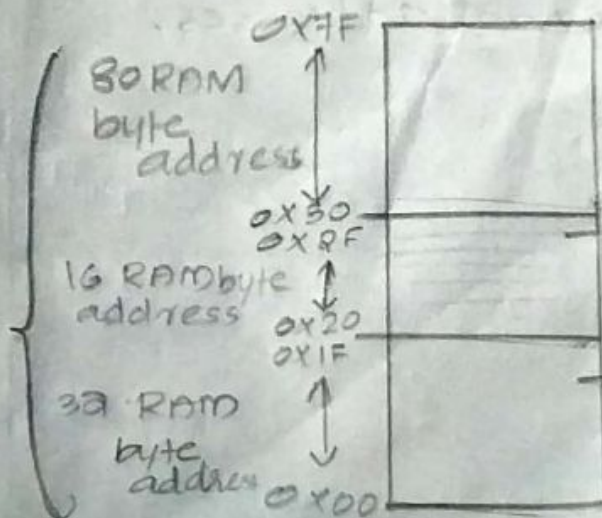 0X7F
80 RAM
byte
address
0X30
0X2F
16 RAM byte
address
0X20
0X1F
32 RAM
byte
address
0X00